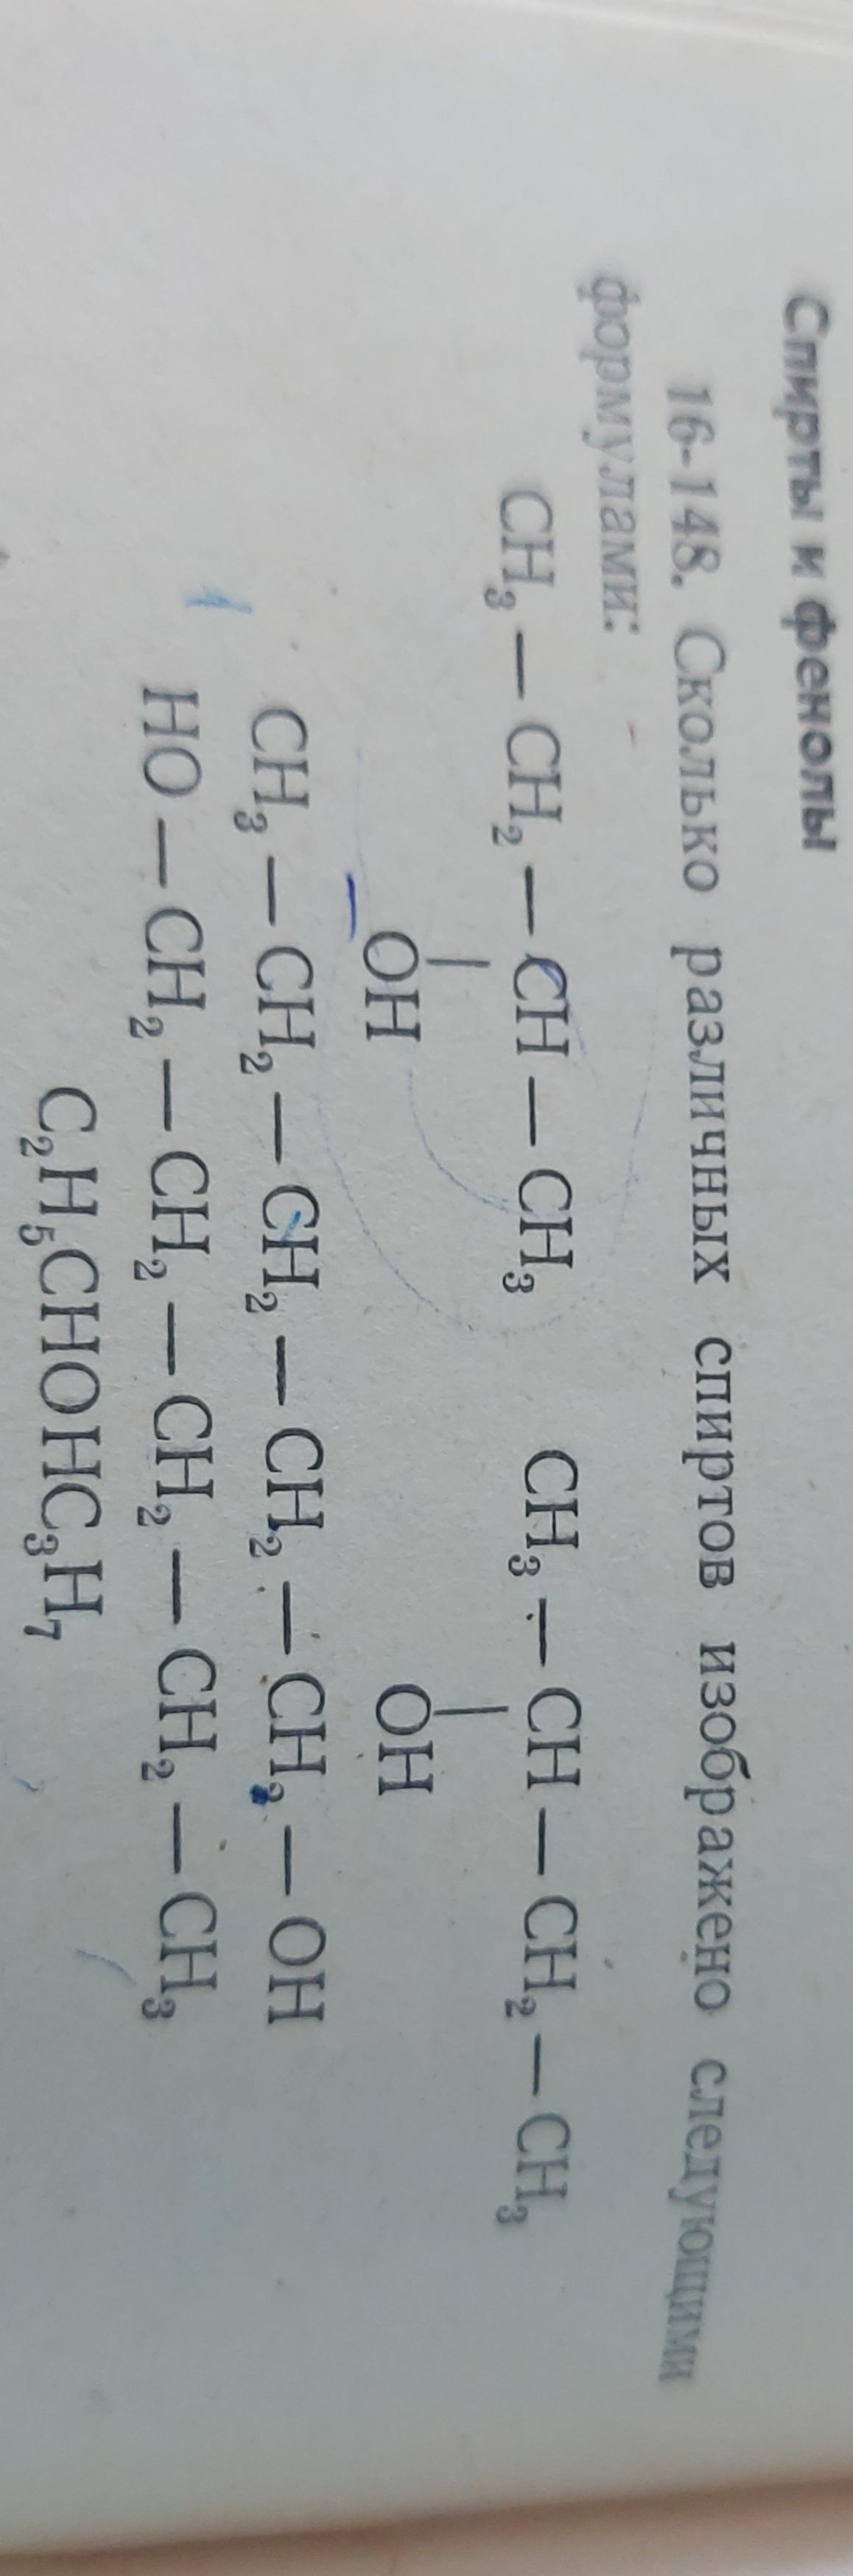 Спирты и фенолы
16-148. Сколько различных спиртов изображено следующими
формулами:
CH₃—CH₂—CH—CH₃ CH₃—CH—CH₂—CH₃
| |
OH OH
CH₃—CH₂—CH₂—CH₂—CH₂—OH
HO—CH₂—CH₂—CH₂—CH₂—CH₃
C₂H₅CHOHC₃H₇